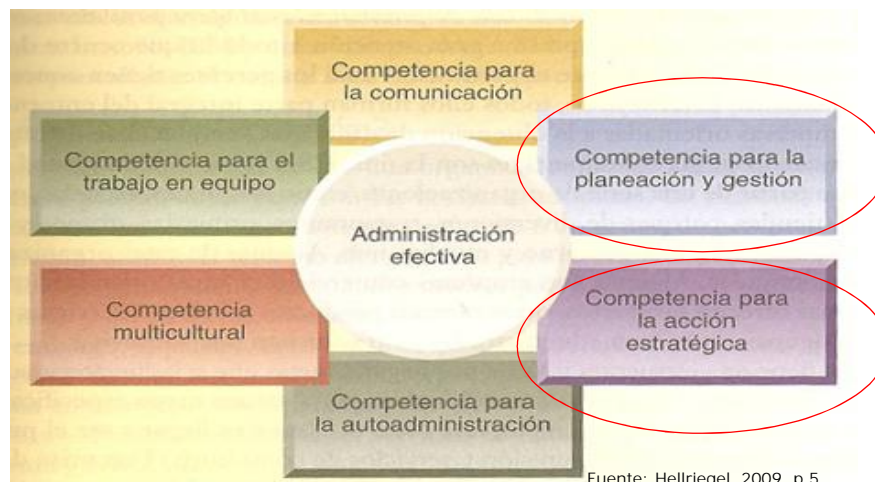 Competencia para
la comunicación
Competencia para el
trabajo en equipo
Competencia para la
planeación y gestión
Administración
efectiva
Competencia
multicultural
Competencia para
la acción
estratégica
Competencia para
la autoadministración
Fuente: Hellriegel, 2009, p.5